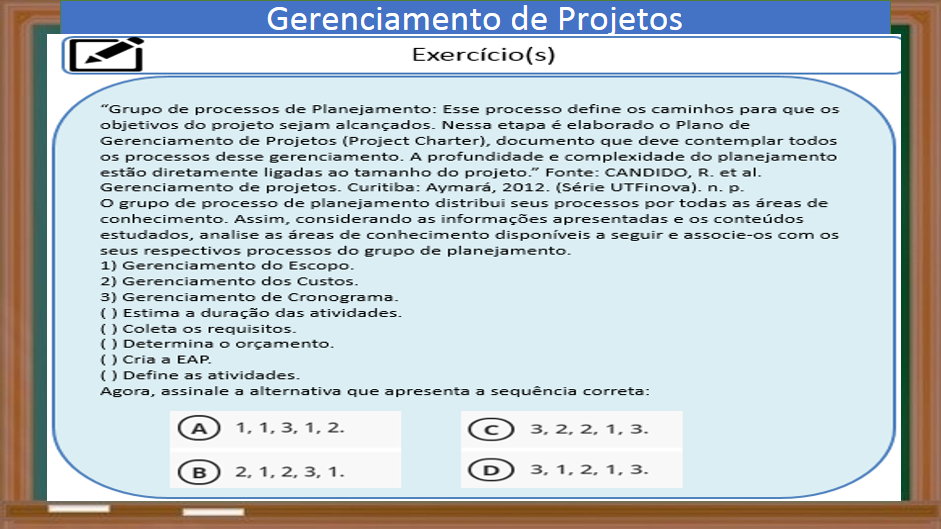 Gerenciamento de Projetos
Exercício(s)
“Grupo de processos de Planejamento: Esse processo define os caminhos para que os
objetivos do projeto sejam alcançados. Nessa etapa é elaborado o Plano de
Gerenciamento de Projetos (Project Charter), documento que deve contemplar todos
os processos desse gerenciamento. A profundidade e complexidade do planejamento
estão diretamente ligadas ao tamanho do projeto.” Fonte: CANDIDO, R. et al.
Gerenciamento de projetos. Curitiba: Aymará, 2012. (Série UTFinova). n. p.
O grupo de processo de planejamento distribui seus processos por todas as áreas de
conhecimento. Assim, considerando as informações apresentadas e os conteúdos
estudados, analise as áreas de conhecimento disponíveis a seguir e associe-os com os
seus respectivos processos do grupo de planejamento.
1) Gerenciamento do Escopo.
2) Gerenciamento dos Custos.
3) Gerenciamento de Cronograma.
( ) Estima a duração das atividades.
( ) Coleta os requisitos.
( ) Determina o orçamento.
( ) Cria a EAP.
( ) Define as atividades.
Agora, assinale a alternativa que apresenta a sequência correta:
A 1, 1, 3, 1, 2.
B 2, 1, 2, 3, 1.
C 3, 2, 2, 1, 3.
D 3, 1, 2, 1, 3.